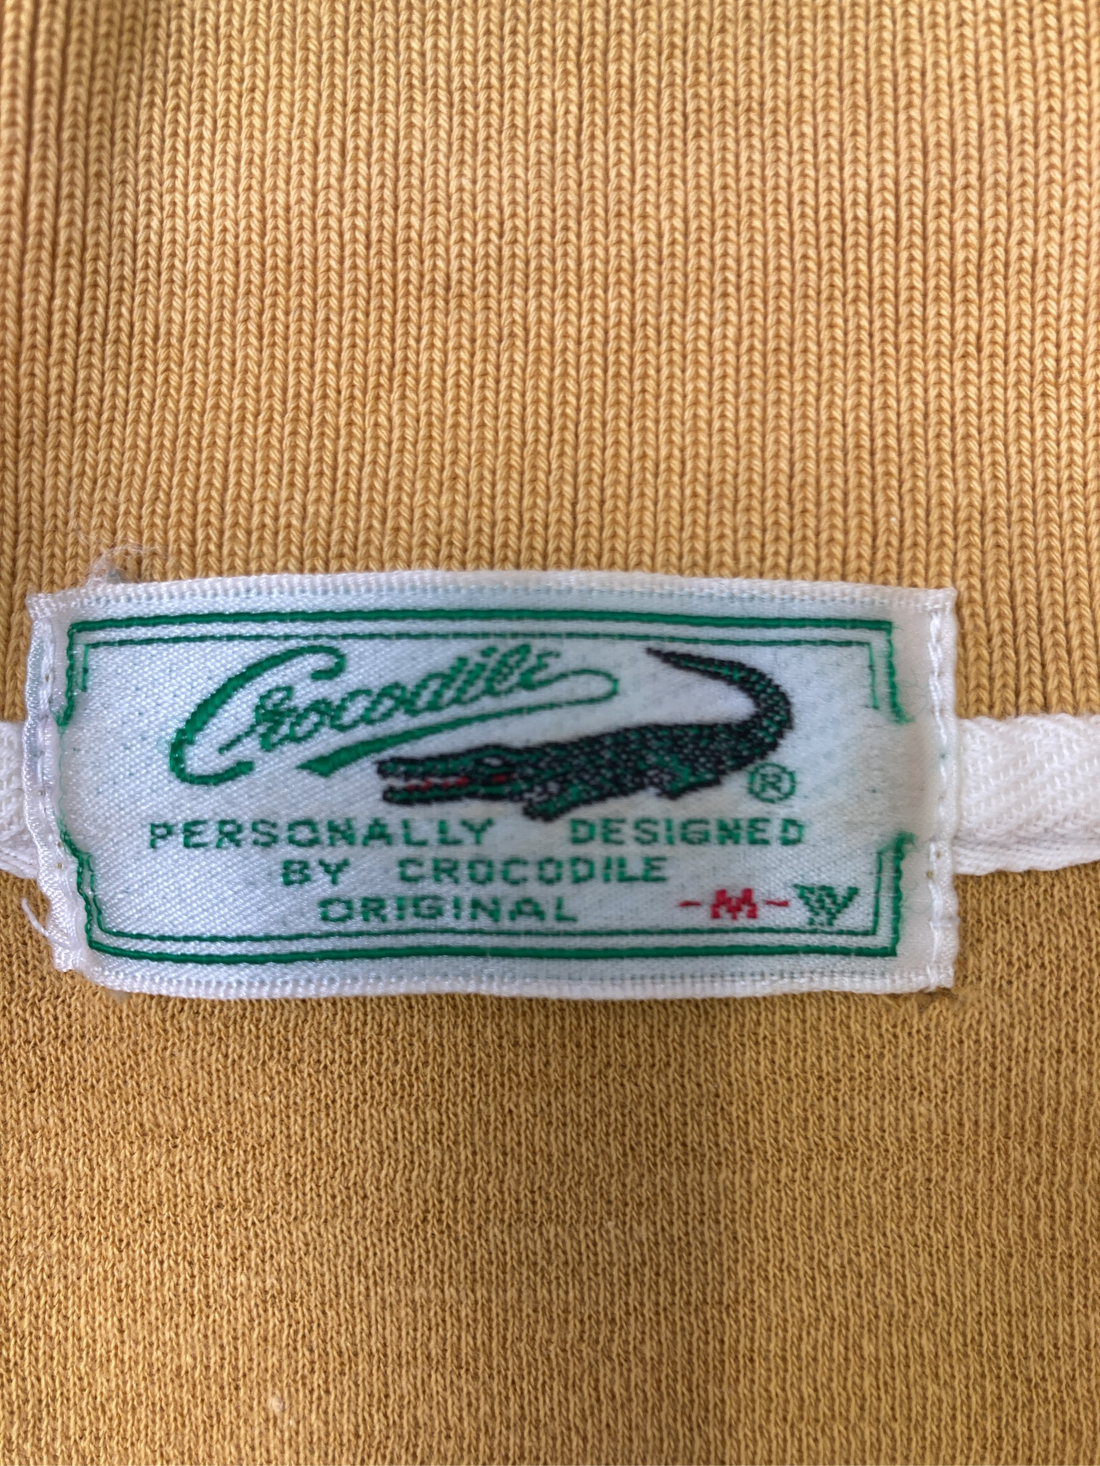 Crocodile
®
PERSONALLY DESIGNED
BY CROCODILE
ORIGINAL
-M-W